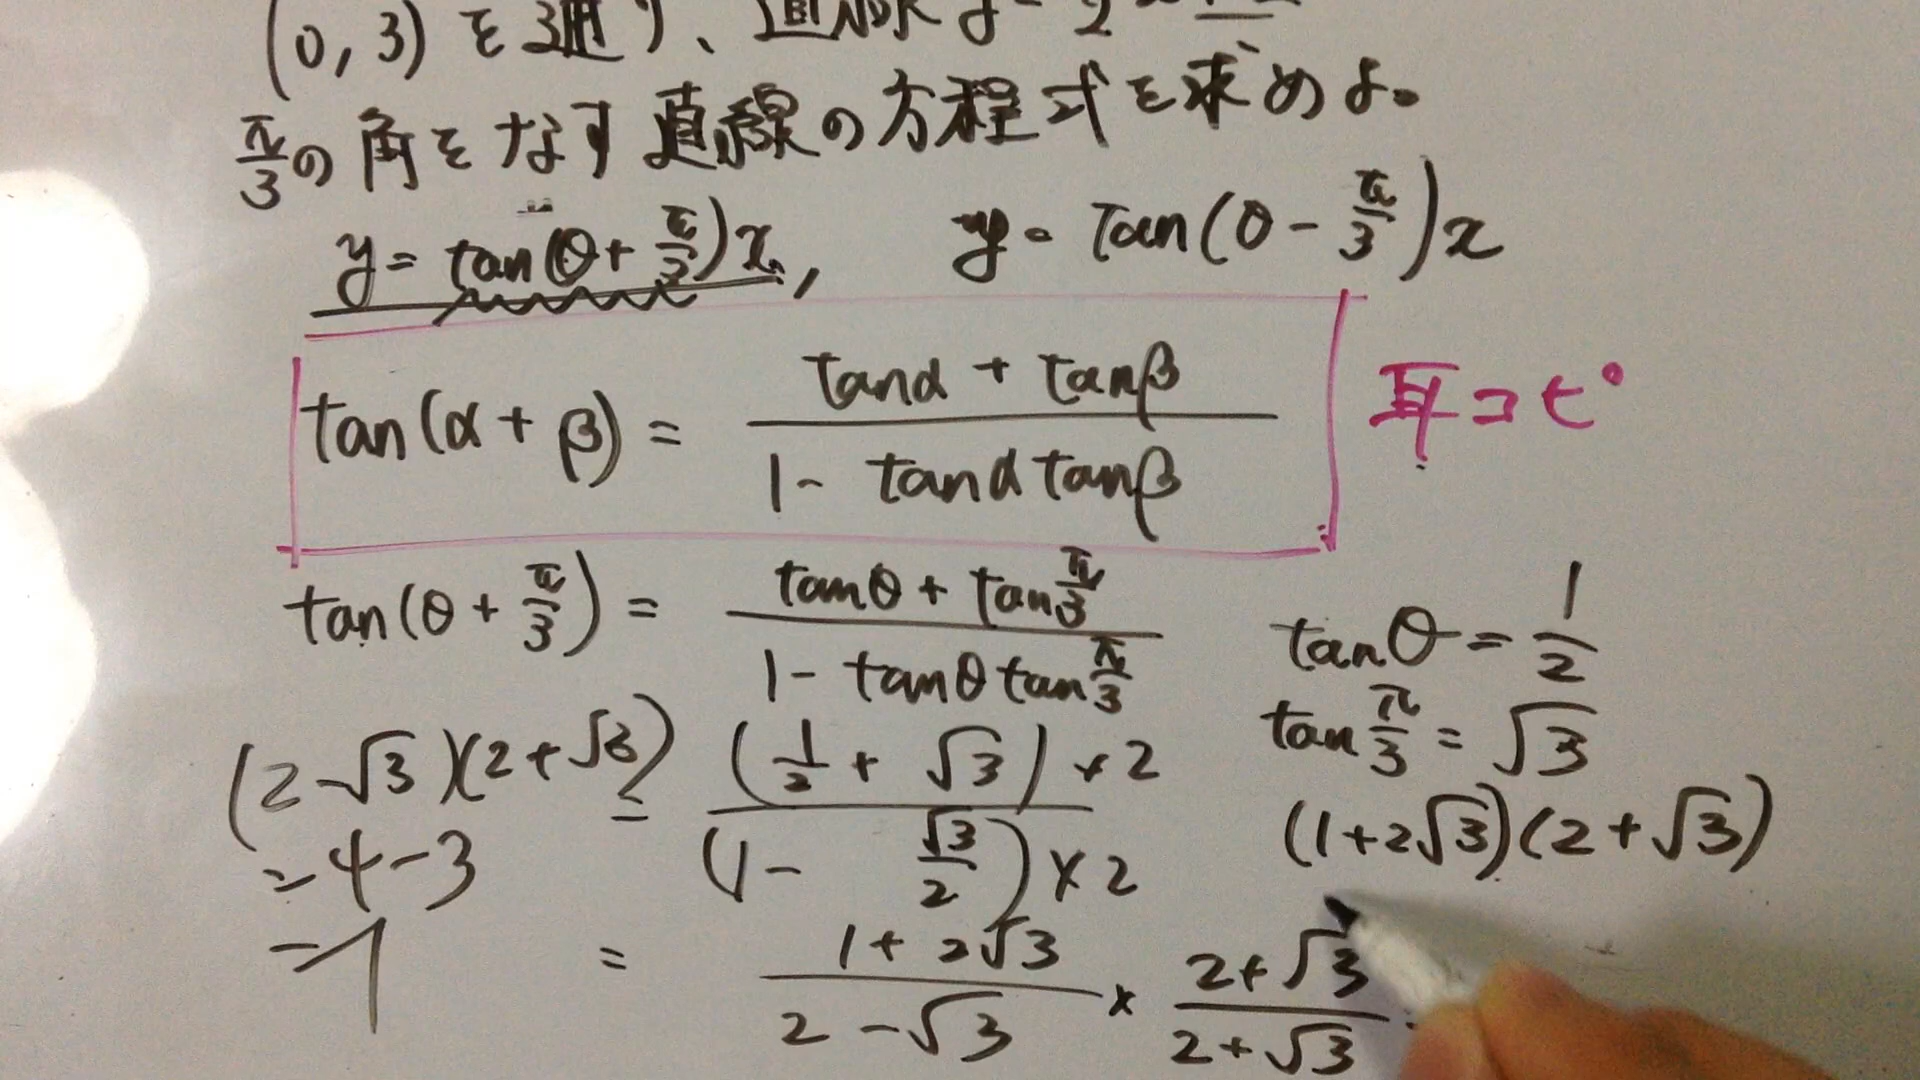 (0, 3) を通り、直線 y = 2
π/3の角をなす直線の方程式を求めよ。
y = tan(θ + π/3)x, y = tan(θ - π/3)x
tan(α + β) = (tanα + tanβ)/(1 - tanα tanβ)
耳コピ
tan(θ + π/3) = (tanθ + tan π/3)/(1 - tanθ tan π/3)
tanθ = 1/2
tan π/3 = √3
(2-√3)(2+√3)
= 4-3
= 1
= (1/2 + √3) × 2/(1 - √3/2) × 2
(1+2√3)(2+√3)
= (1 + 2√3)/(2 - √3) × (2+√3)/(2+√3)